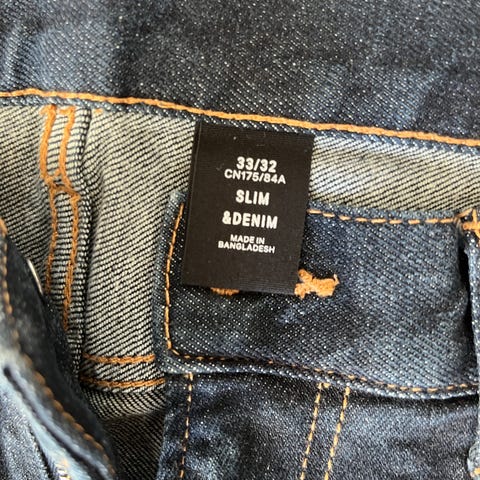 33/32
CN175/84A
SLIM
&DENIM
MADE IN
BANGLADESH